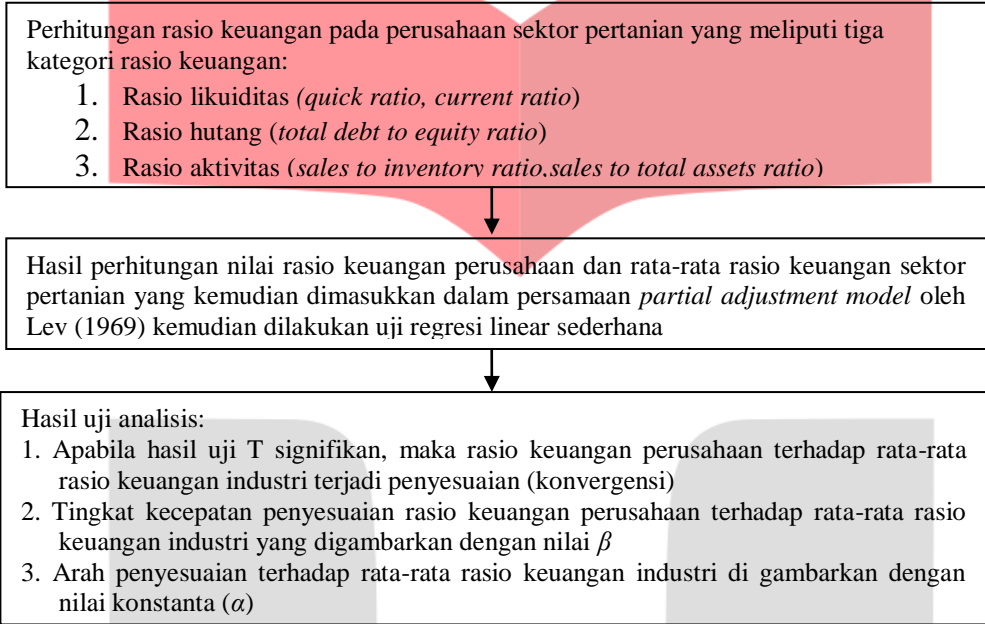 Perhitungan rasio keuangan pada perusahaan sektor pertanian yang meliputi tiga
kategori rasio keuangan:
1. Rasio likuiditas (quick ratio, current ratio)
2. Rasio hutang (total debt to equity ratio)
3. Rasio aktivitas (sales to inventory ratio,sales to total assets ratio)
Hasil perhitungan nilai rasio keuangan perusahaan dan rata-rata rasio keuangan sektor
pertanian yang kemudian dimasukkan dalam persamaan partial adjustment model oleh
Lev (1969) kemudian dilakukan uji regresi linear sederhana
Hasil uji analisis:
1. Apabila hasil uji T signifikan, maka rasio keuangan perusahaan terhadap rata-rata
rasio keuangan industri terjadi penyesuaian (konvergensi)
2. Tingkat kecepatan penyesuaian rasio keuangan perusahaan terhadap rata-rata rasio
keuangan industri yang digambarkan dengan nilai β
3. Arah penyesuaian terhadap rata-rata rasio keuangan industri di gambarkan dengan
nilai konstanta (α)